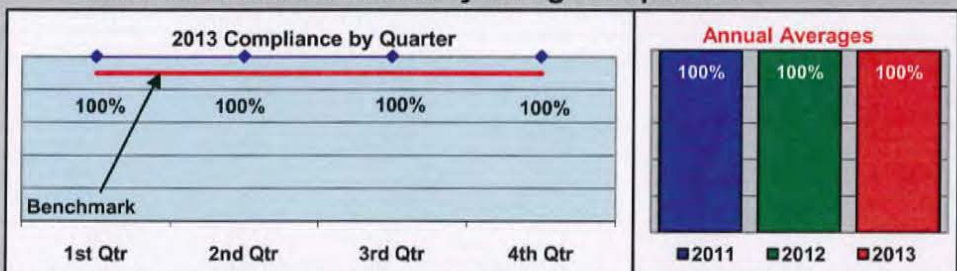 2013 Compliance by Quarter
100% 100% 100% 100%
Benchmark
1st Qtr 2nd Qtr 3rd Qtr 4th Qtr
Annual Averages
100% 100% 100%
2011 2012 2013